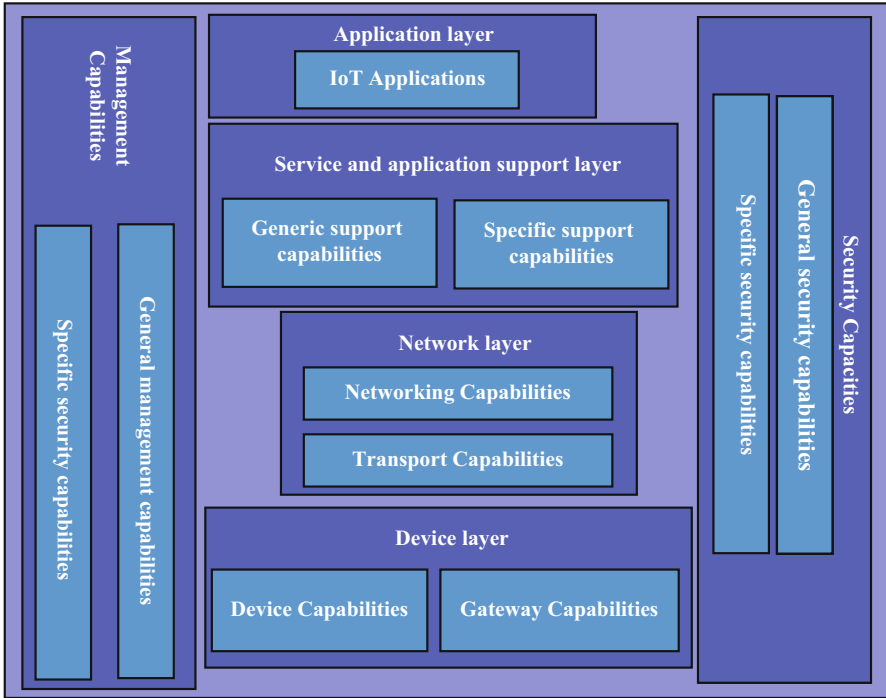 Management
Capabilities
Specific security capabilities
General management capabilities
Application layer
IoT Applications
Service and application support layer
Generic support
capabilities
Specific support
capabilities
Network layer
Networking Capabilities
Transport Capabilities
Device layer
Device Capabilities
Gateway Capabilities
Specific security capabilities
General security capabilities
Security Capacities